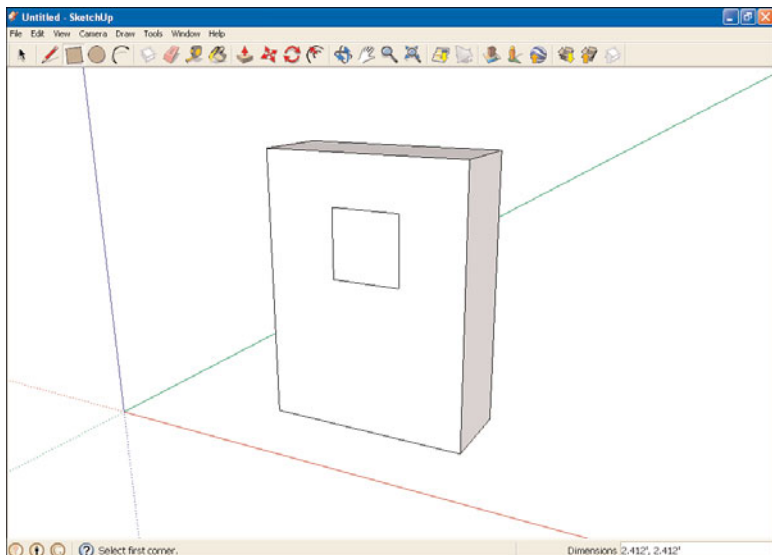 Untitled - SketchUp
File Edit View Camera Draw Tools Window Help
Select first corner.
Dimensions 2.412', 2.412'